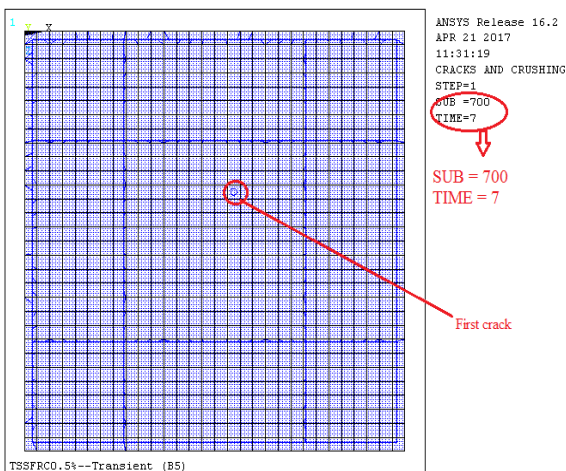 1
Y
X
ANSYS Release 16.2
APR 21 2017
11:31:19
CRACKS AND CRUSHING
STEP=1
SUB =700
TIME=7
SUB = 700
TIME = 7
First crack
TSSFRC0.5%--Transient (B5)